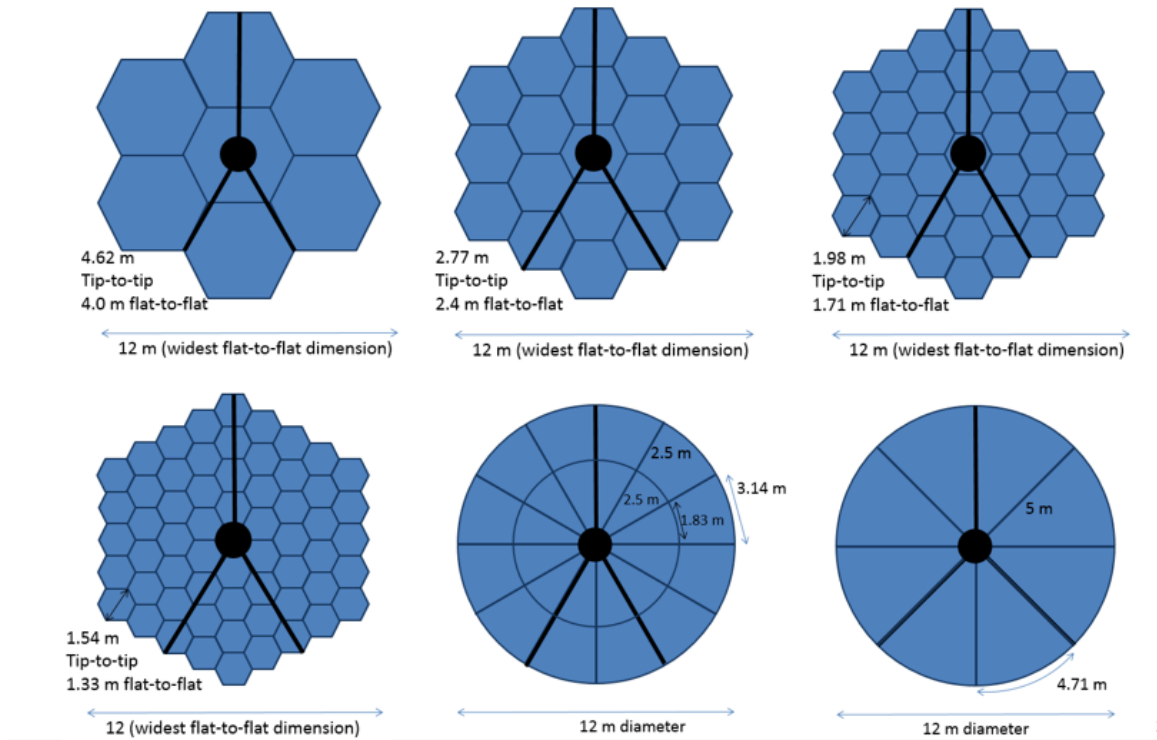 4.62 m
Tip-to-tip
4.0 m flat-to-flat
12 m (widest flat-to-flat dimension)
2.77 m
Tip-to-tip
2.4 m flat-to-flat
12 m (widest flat-to-flat dimension)
1.98 m
Tip-to-tip
1.71 m flat-to-flat
12 m (widest flat-to-flat dimension)
1.54 m
Tip-to-tip
1.33 m flat-to-flat
12 (widest flat-to-flat dimension)
2.5 m
3.14 m
2.5 m
1.83 m
12 m diameter
5 m
4.71 m
12 m diameter